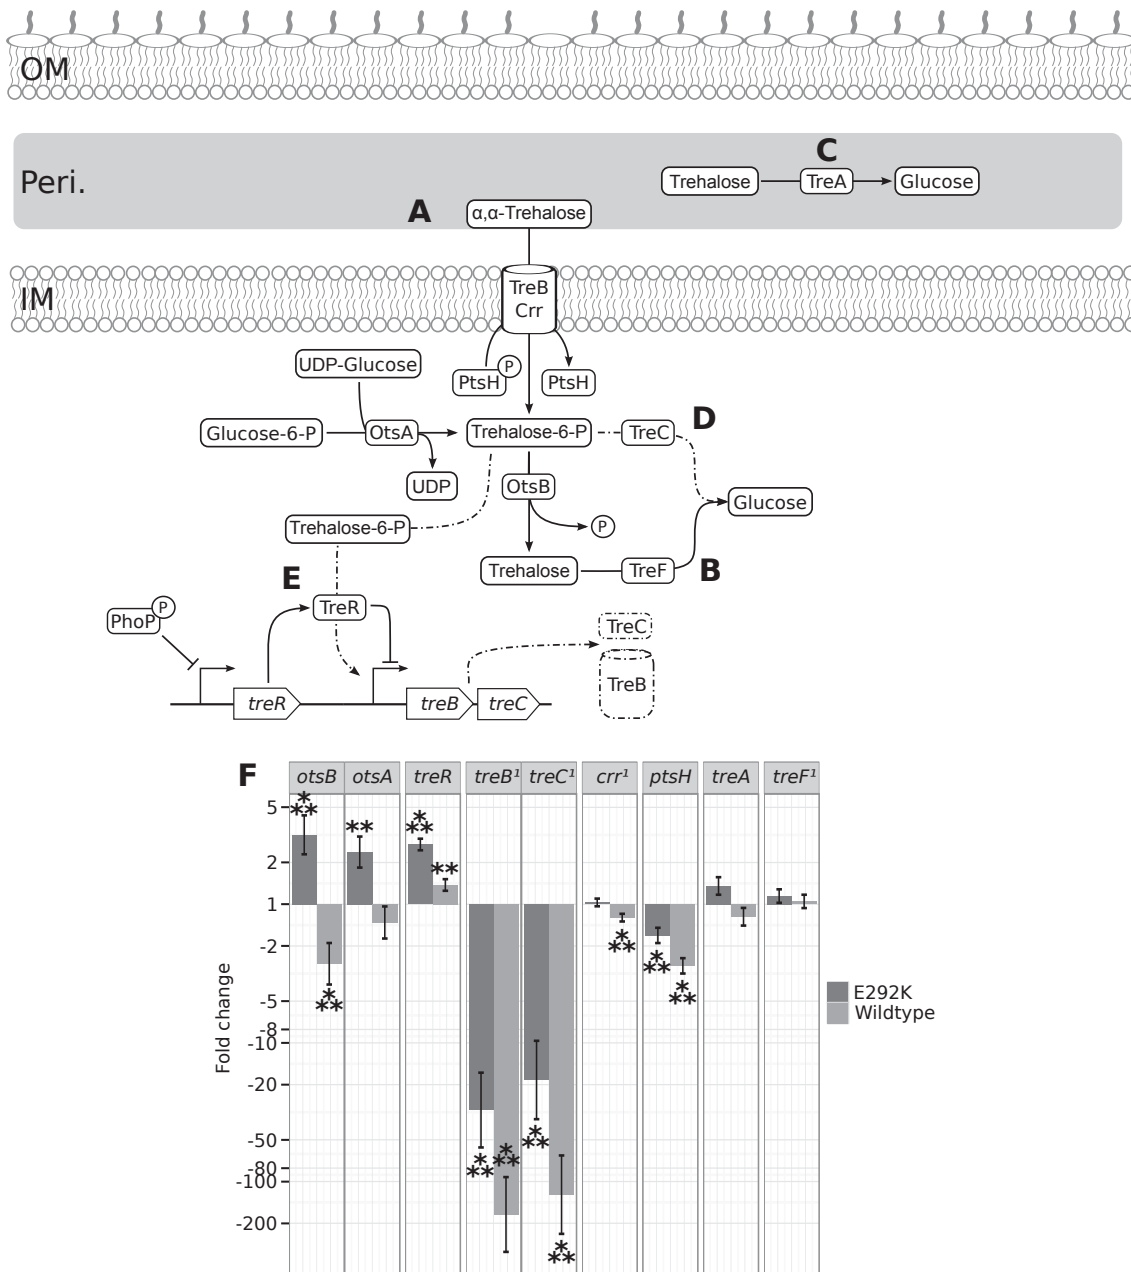 OM
Peri.
C
Trehalose TreA Glucose
A α,α-Trehalose
IM
TreB
Crr
UDP-Glucose
PtsH P PtsH
Glucose-6-P OtsA Trehalose-6-P TreC D
UDP OtsB Glucose
Trehalose-6-P P
E Trehalose TreF B
PhoP P TreR TreC
TreB
treR treB treC
F otsB otsA treR treB¹ treC¹ crr¹ ptsH treA treF¹
Fold change
5
2
1
-2
-5
-8
-10
-20
-50
-80
-100
-200
*
**
*
**
**
*
**
**
*
**
*
**
*
**
*
**
*
**
*
**
*
**
E292K
Wildtype